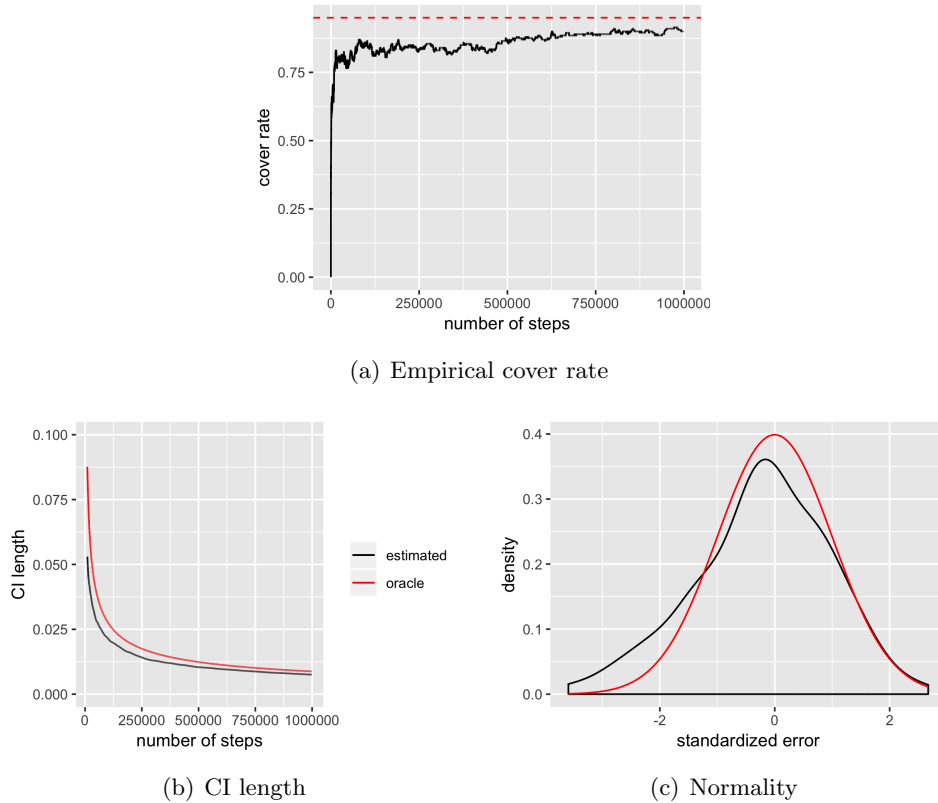 0.75
0.50
0.25
0.00
cover rate
0 250000 500000 750000 1000000
number of steps
(a) Empirical cover rate
0.100
0.075
0.050
0.025
0.000
CI length
0 250000 500000 750000 1000000
number of steps
(b) CI length
estimated
oracle
0.4
0.3
0.2
0.1
0.0
density
-2 0 2
standardized error
(c) Normality